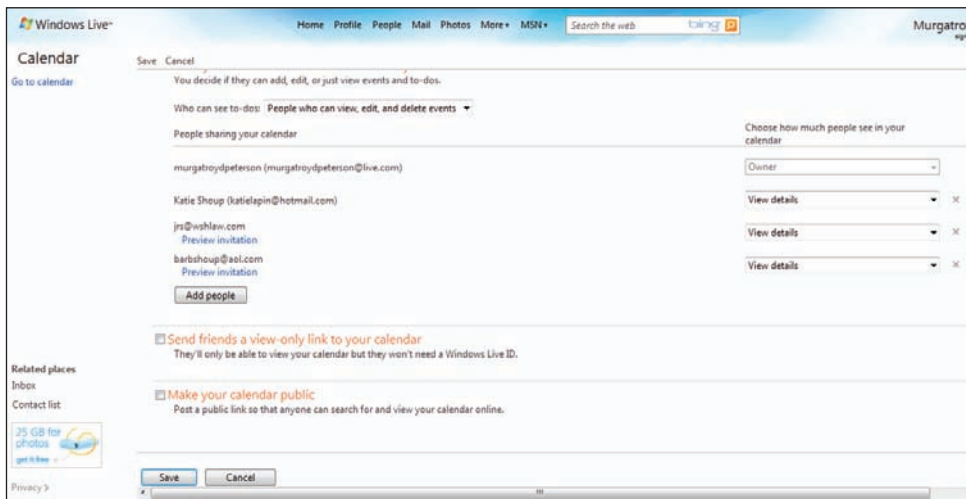 Windows Live™
Home Profile People Mail Photos More▾ MSN▾ Search the web bing
Murgatro
Calendar
Save Cancel
Go to calendar
You decide if they can add, edit, or just view events and to-dos.
Who can see to-dos: People who can view, edit, and delete events
People sharing your calendar
Choose how much people see in your
calendar
murgatroydpeterson (murgatroydpeterson@live.com)
Owner
Katie Shoup (katielapin@hotmail.com)
View details
jrs@wshlaw.com
Preview invitation
View details
barbshoup@aol.com
Preview invitation
View details
Add people
Send friends a view-only link to your calendar
They'll only be able to view your calendar but they won't need a Windows Live ID.
Make your calendar public
Post a public link so that anyone can search for and view your calendar online.
Related places
Inbox
Contact list
25 GB for
photos
get it free
Save Cancel
Privacy >